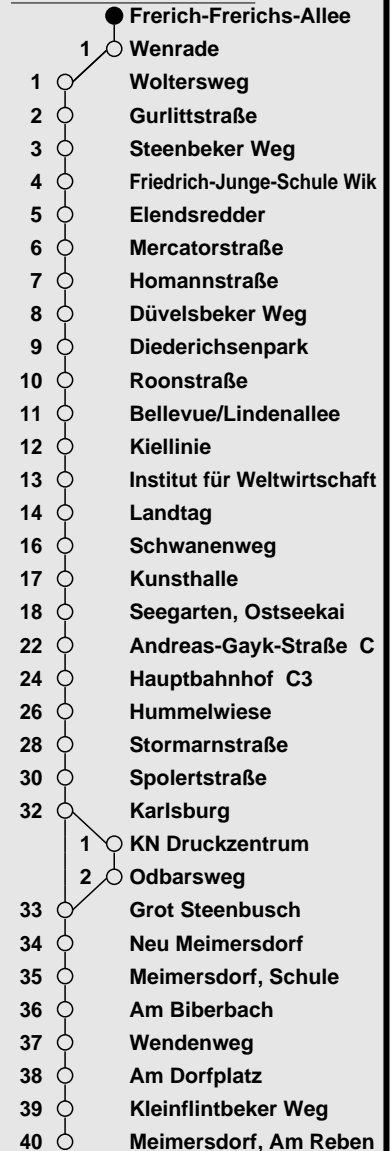 Frerich-Frerichs-Allee
1 Wenrade
1 Woltersweg
2 Gurlittstraße
3 Steenbeker Weg
4 Friedrich-Junge-Schule Wik
5 Elendsredder
6 Mercatorstraße
7 Homannstraße
8 Düvelsbeker Weg
9 Diederichsenpark
10 Roonstraße
11 Bellevue/Lindenallee
12 Kiellinie
13 Institut für Weltwirtschaft
14 Landtag
16 Schwanenweg
17 Kunsthalle
18 Seegarten, Ostseekai
22 Andreas-Gayk-Straße C
24 Hauptbahnhof C3
26 Hummelwiese
28 Stormarnstraße
30 Spolertstraße
32 Karlsburg
1 KN Druckzentrum
2 Odbarsweg
33 Grot Steenbusch
34 Neu Meimersdorf
35 Meimersdorf, Schule
36 Am Biberbach
37 Wendenweg
38 Am Dorfplatz
39 Kleinflintbeker Weg
40 Meimersdorf, Am Reben